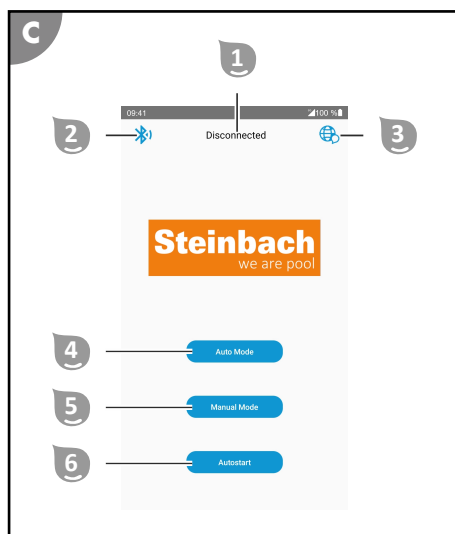 C
1
2
3
09:41 100 %
Disconnected
Steinbach
we are pool
4
Auto Mode
5
Manual Mode
6
Autostart